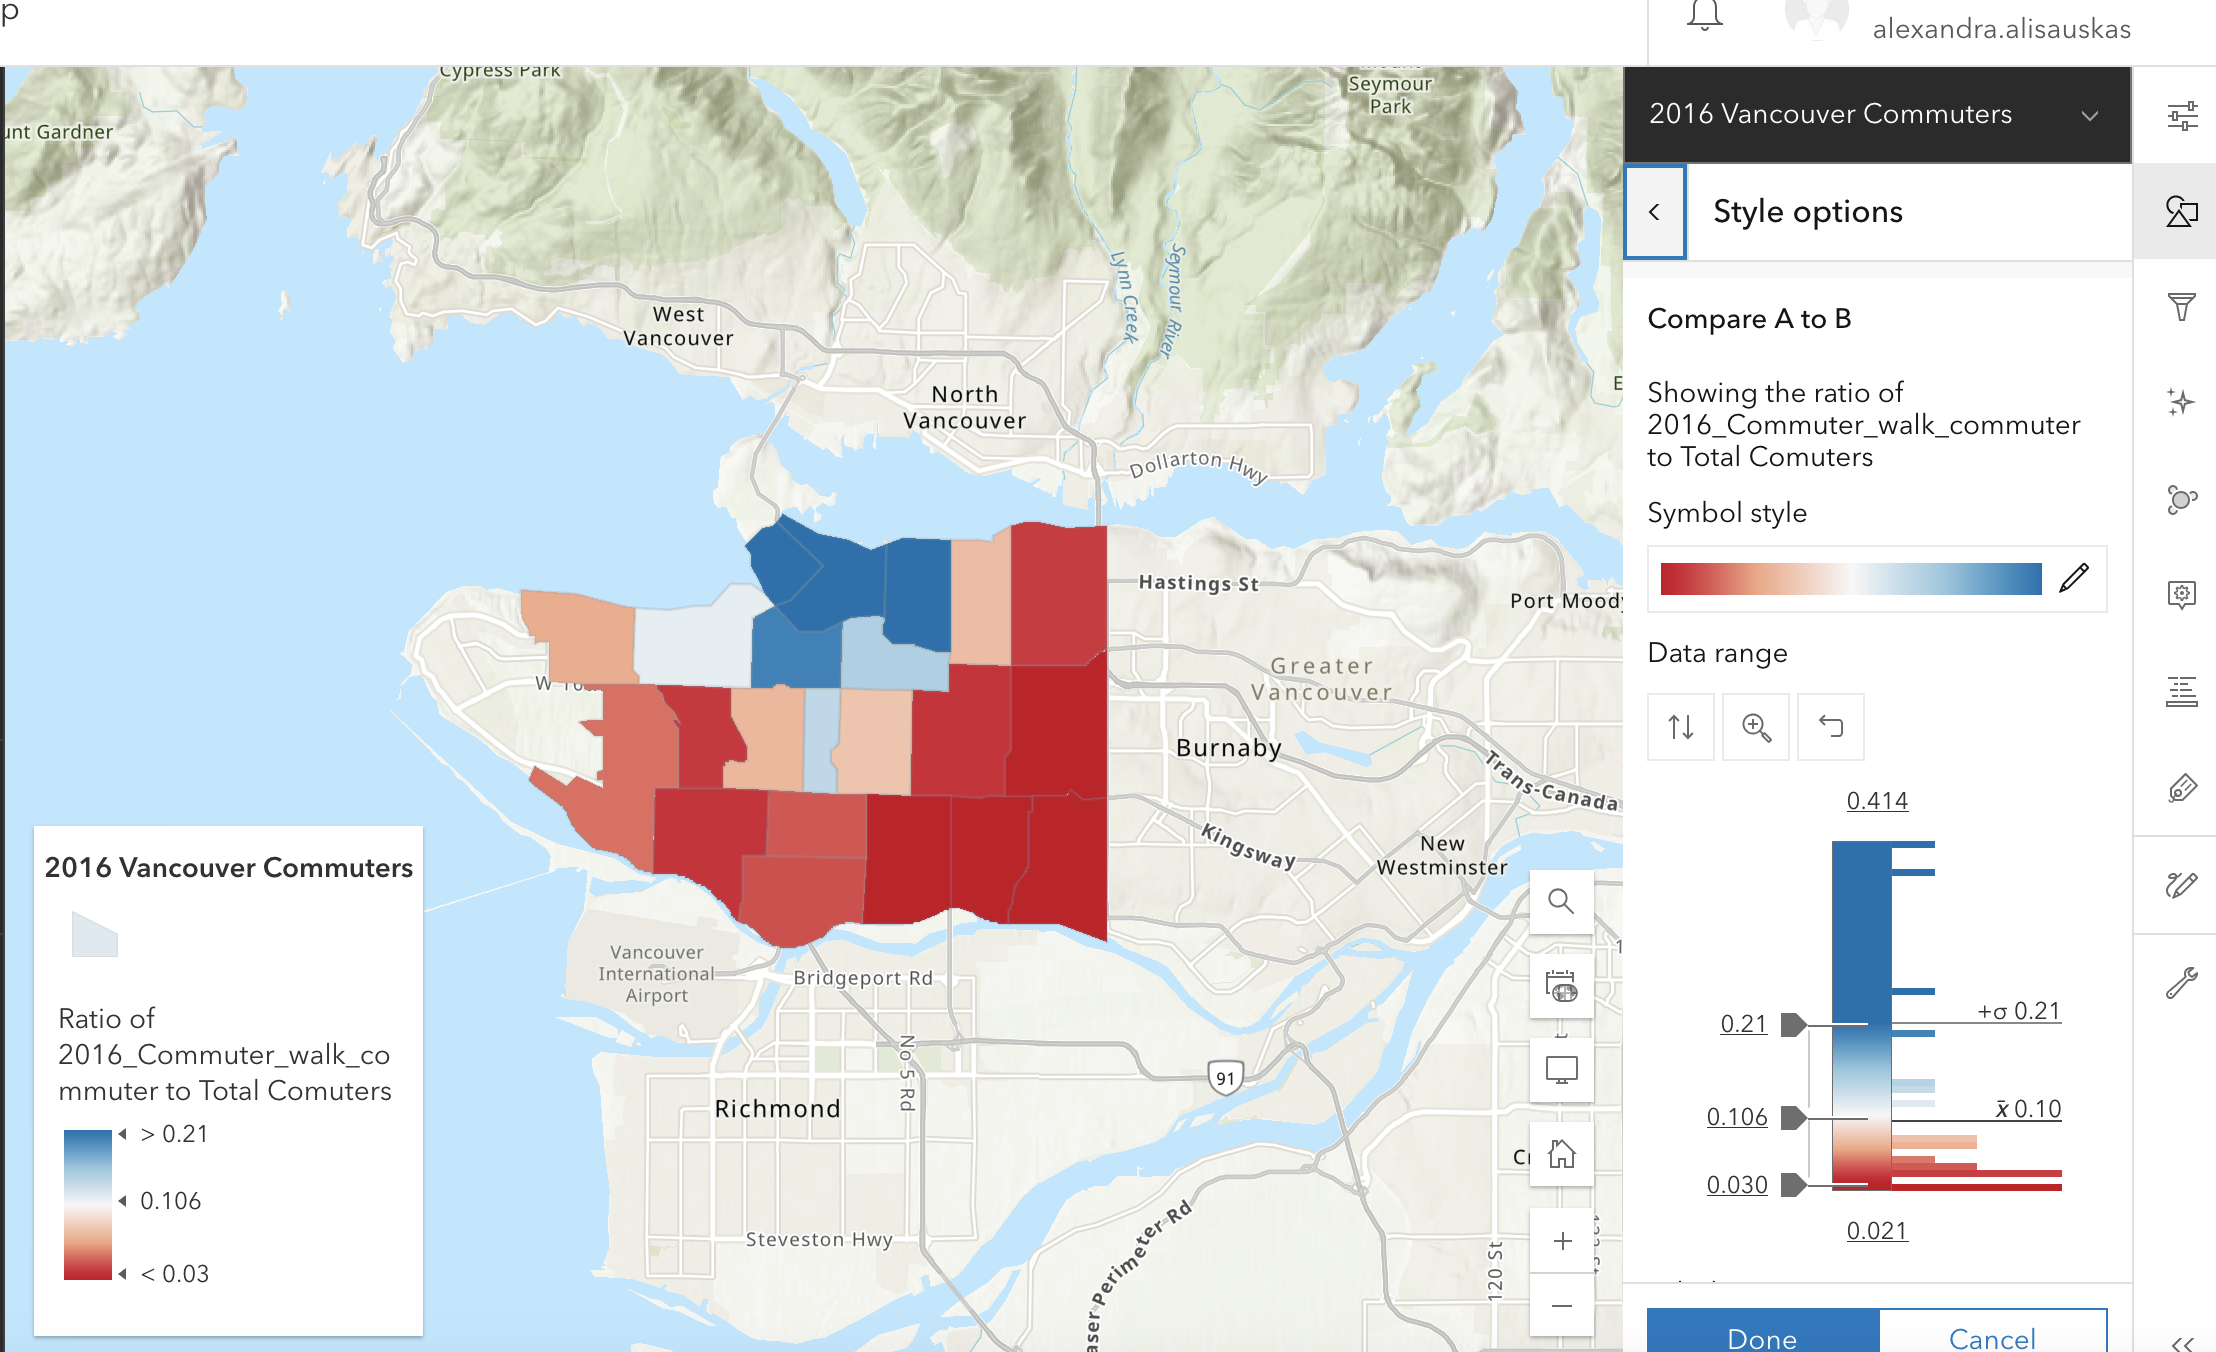 p
alexandra.alisauskas
Cypress Park
Seymour
Park
unt Gardner
2016 Vancouver Commuters
Style options
Compare A to B
Showing the ratio of
2016_Commuter_walk_commuter
to Total Comuters
Symbol style
Data range
0.414
0.21
+σ 0.21
0.106
x̄ 0.10
0.030
0.021
Done
Cancel
West
Vancouver
North
Vancouver
Lynn Creek
Seymour River
Dollarton Hwy
Hastings St
Port Moody
Greater
Vancouver
Burnaby
Trans-Canada
Kingsway
New
Westminster
Vancouver
International
Airport
Bridgeport Rd
No 5 Rd
91
Richmond
Steveston Hwy
aser Perimeter Rd
120 St
2016 Vancouver Commuters
Ratio of
2016_Commuter_walk_co
mmuter to Total Comuters
> 0.21
0.106
< 0.03